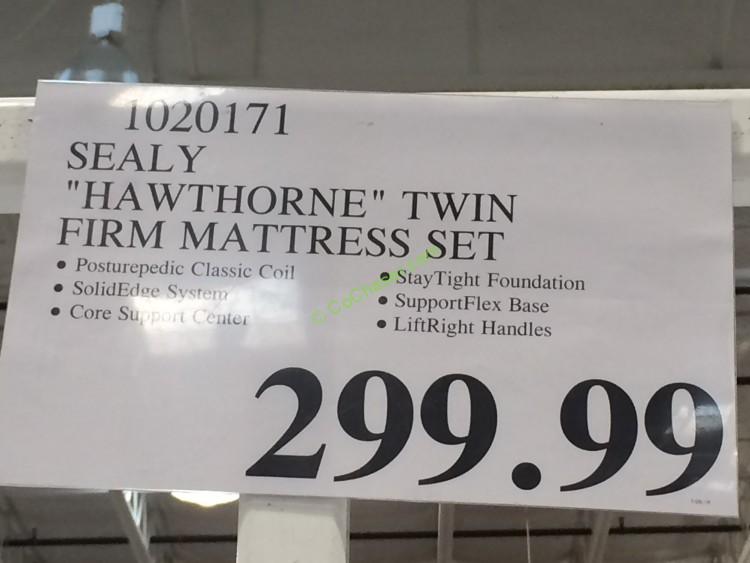 1020171
SEALY
"HAWTHORNE" TWIN
FIRM MATTRESS SET
• Posturepedic Classic Coil
• SolidEdge System
• Core Support Center
• StayTight Foundation
• SupportFlex Base
• LiftRight Handles
299.99